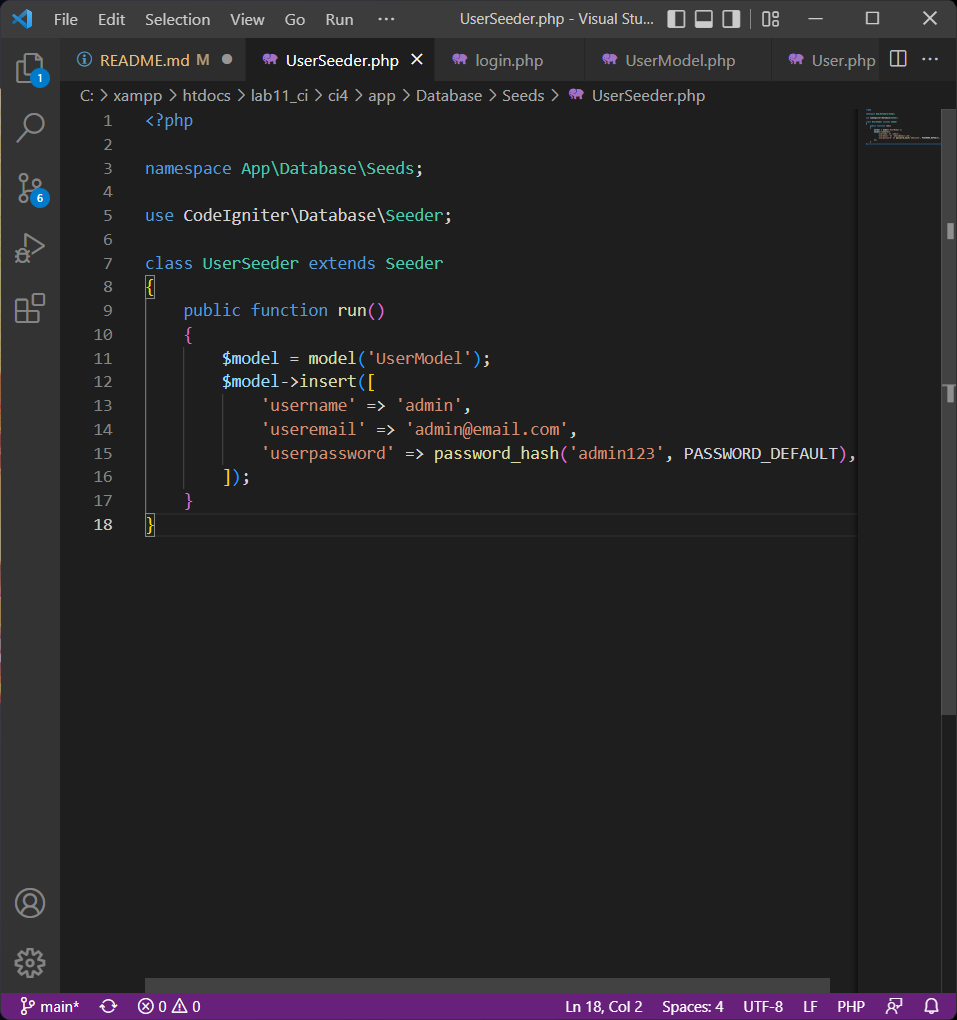 File Edit Selection View Go Run ··· UserSeeder.php - Visual Stu...
README.md M UserSeeder.php login.php UserModel.php User.php ···
C: > xampp > htdocs > lab11_ci > ci4 > app > Database > Seeds > UserSeeder.php
1 <?php
2
3 namespace App\Database\Seeds;
4
5 use CodeIgniter\Database\Seeder;
6
7 class UserSeeder extends Seeder
8 {
9     public function run()
10     {
11         $model = model('UserModel');
12         $model->insert([
13             'username' => 'admin',
14             'useremail' => 'admin@email.com',
15             'userpassword' => password_hash('admin123', PASSWORD_DEFAULT),
16         ]);
17     }
18 }
1
6
main* 0 0 Ln 18, Col 2 Spaces: 4 UTF-8 LF PHP